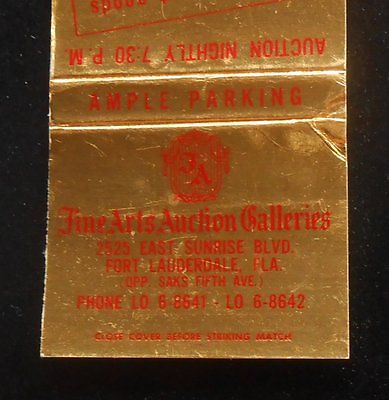 goods
AUCTION NIGHTLY 7:30 P.M.
AMPLE PARKING
FA
Fine Arts Auction Galleries
2525 EAST SUNRISE BLVD.
FORT LAUDERDALE, FLA.
(OPP. SAKS FIFTH AVE.)
PHONE LO 6-8641 - LO 6-8642
CLOSE COVER BEFORE STRIKING MATCH